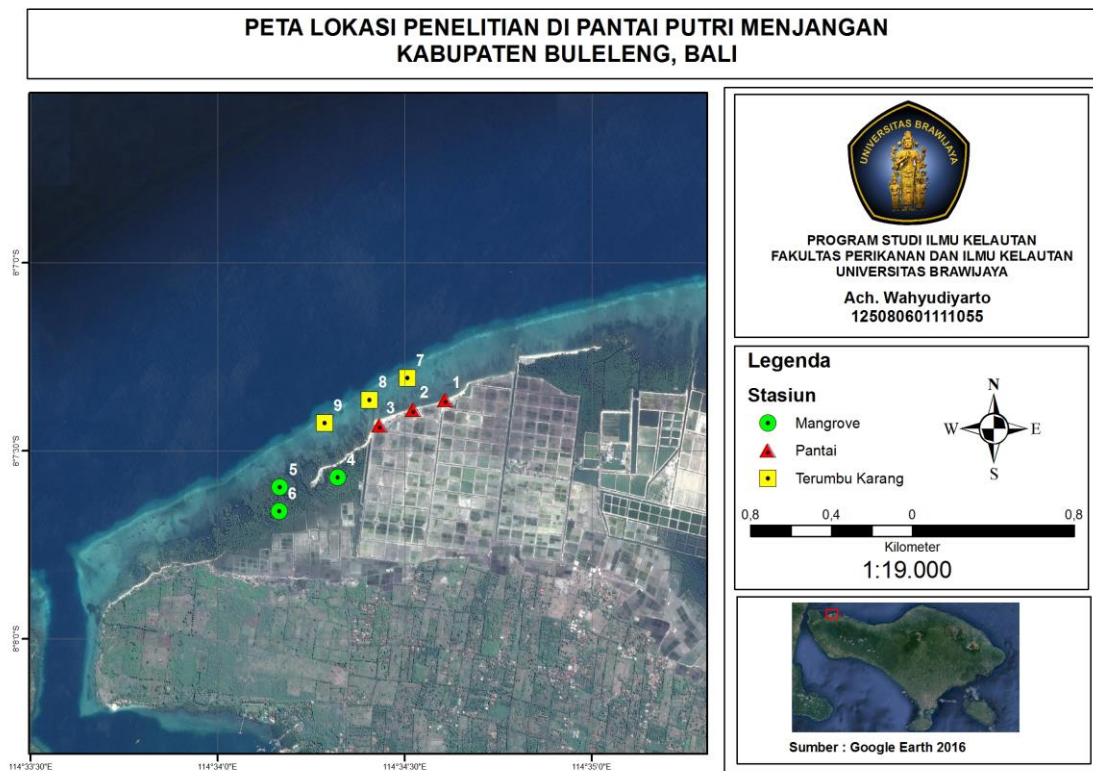 PETA LOKASI PENELITIAN DI PANTAI PUTRI MENJANGAN
KABUPATEN BULELENG, BALI
8°7'0"S
8°7'30"S
8°8'0"S
114°33'30"E
114°34'0"E
114°34'30"E
115°35'0"E
7
8
2
1
9
3
4
5
6
UNIVERSITAS BRAWIJAYA
PROGRAM STUDI ILMU KELAUTAN
FAKULTAS PERIKANAN DAN ILMU KELAUTAN
UNIVERSITAS BRAWIJAYA
Ach. Wahyudiyarto
125080601111055
Legenda
Stasiun
Mangrove
Pantai
Terumbu Karang
N
W
E
S
0,8
0,4
0
0,8
Kilometer
1:19.000
Sumber : Google Earth 2016